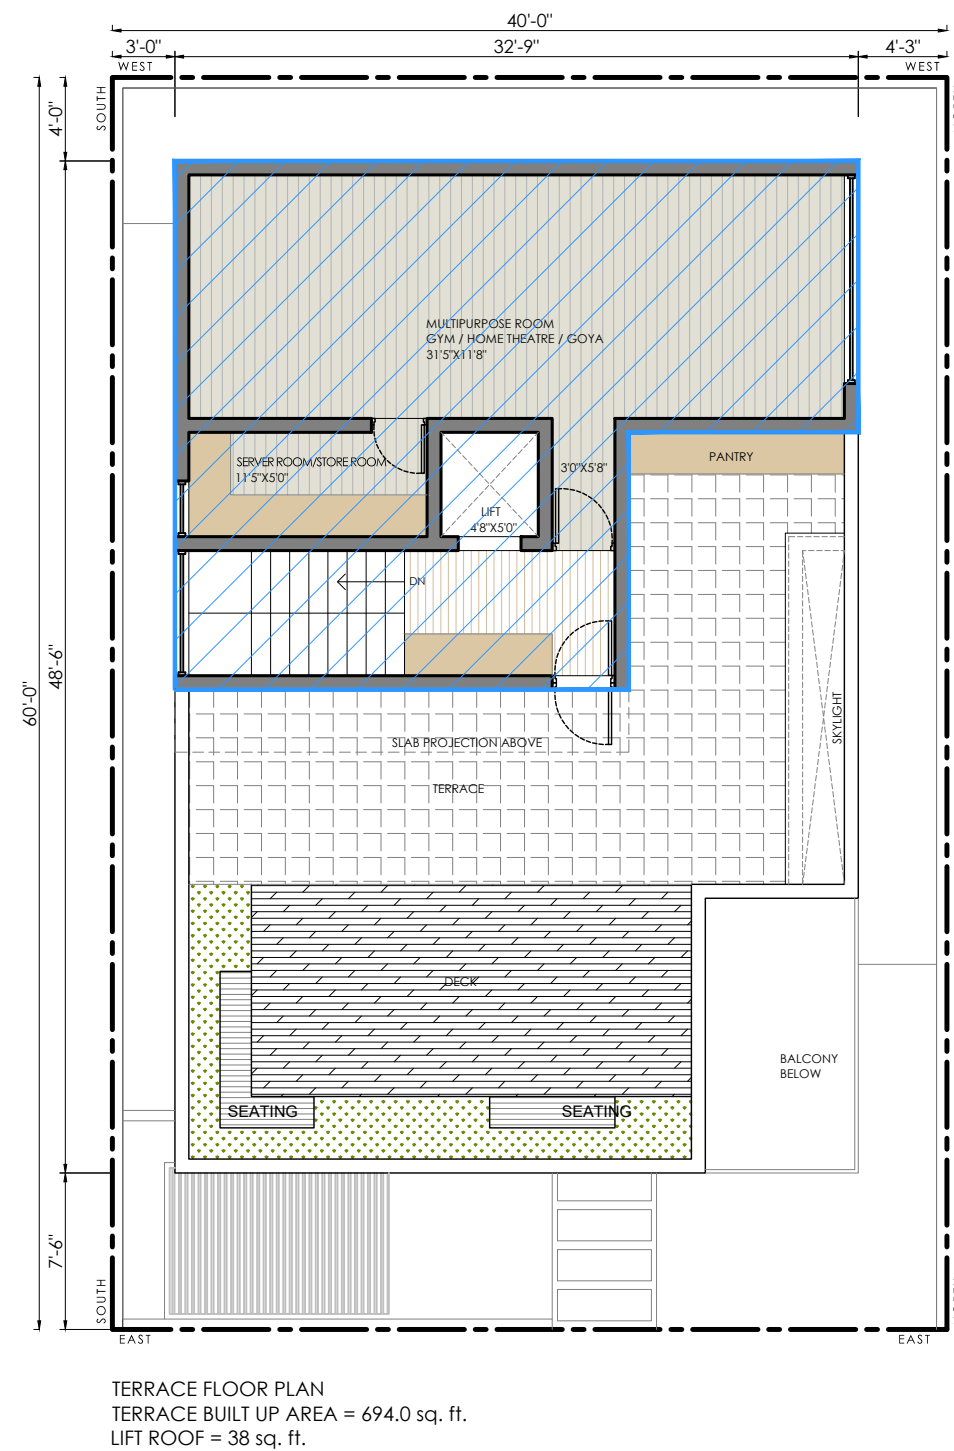 40'-0"
3'-0"
32'-9"
4'-3"
WEST
WEST
SOUTH
4'-0"
MULTIPURPOSE ROOM
GYM / HOME THEATRE / GOYA
31'5"X11'8"
SERVER ROOM/STORE ROOM
11'5"X5'0"
3'0"X5'8"
PANTRY
LIFT
4'8"X5'0"
DN
48'-6"
60'-0"
SKYLIGHT
SLAB PROJECTION ABOVE
TERRACE
DECK
BALCONY
BELOW
SEATING
SEATING
7'-6"
SOUTH
EAST
EAST
TERRACE FLOOR PLAN
TERRACE BUILT UP AREA = 694.0 sq. ft.
LIFT ROOF = 38 sq. ft.